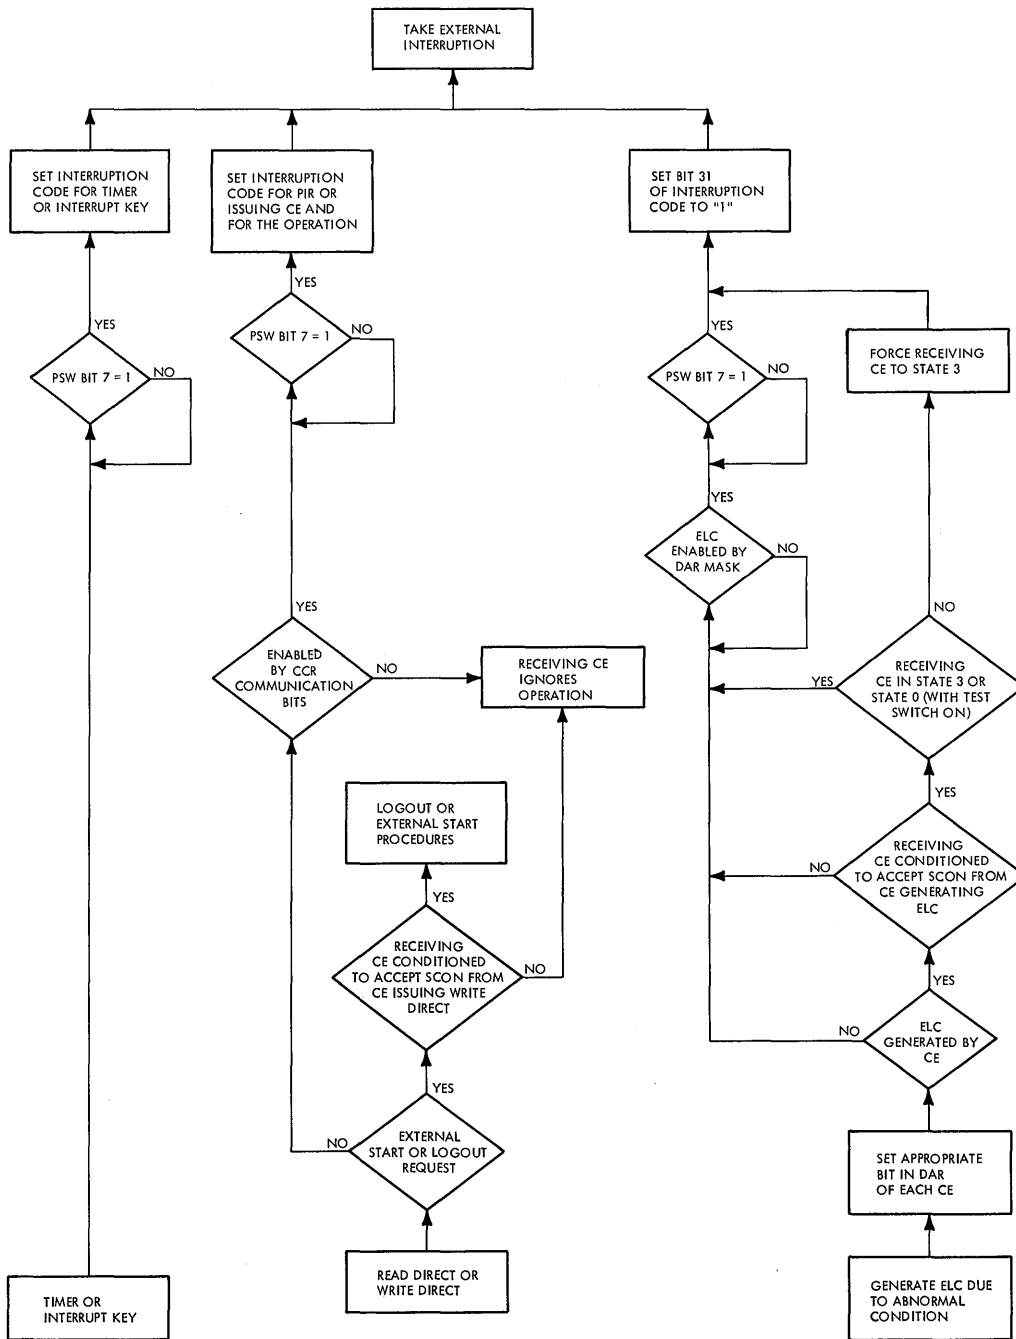 TAKE EXTERNAL
INTERRUPTION
SET INTERRUPTION
CODE FOR TIMER
OR INTERRUPT KEY
SET INTERRUPTION
CODE FOR PIR OR
ISSUING CE AND
FOR THE OPERATION
SET BIT 31
OF INTERRUPTION
CODE TO "1"
YES
PSW BIT 7 = 1
NO
YES
PSW BIT 7 = 1
NO
YES
PSW BIT 7 = 1
NO
FORCE RECEIVING
CE TO STATE 3
YES
ELC
ENABLED BY
DAR MASK
NO
YES
ENABLED
BY CCR
COMMUNICATION
BITS
NO
RECEIVING CE
IGNORES
OPERATION
NO
RECEIVING
CE IN STATE 3 OR
STATE 0 (WITH TEST
SWITCH ON)
YES
LOGOUT OR
EXTERNAL START
PROCEDURES
YES
RECEIVING
CE CONDITIONED
TO ACCEPT SCON FROM
CE GENERATING
ELC
NO
YES
RECEIVING
CE CONDITIONED
TO ACCEPT SCON FROM
CE ISSUING WRITE
DIRECT
NO
YES
ELC
GENERATED BY
CE
NO
YES
EXTERNAL
START OR LOGOUT
REQUEST
NO
SET APPROPRIATE
BIT IN DAR
OF EACH CE
TIMER OR
INTERRUPT KEY
READ DIRECT OR
WRITE DIRECT
GENERATE ELC DUE
TO ABNORMAL
CONDITION